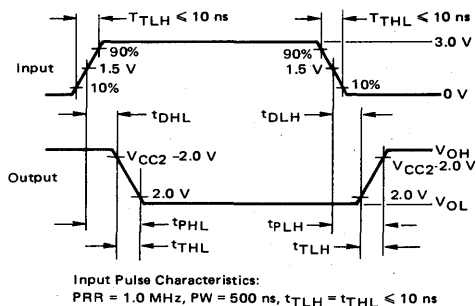 T_TLH ≤ 10 ns
T_THL ≤ 10 ns
90%
90%
3.0 V
Input
1.5 V
1.5 V
10%
10%
0 V
t_DHL
t_DLH
V_CC2 -2.0 V
V_OH
V_CC2-2.0 V
Output
2.0 V
2.0 V
V_OL
t_PHL
t_PLH
t_THL
t_TLH
Input Pulse Characteristics:
PRR = 1.0 MHz, PW = 500 ns, t_TLH = t_THL ≤ 10 ns